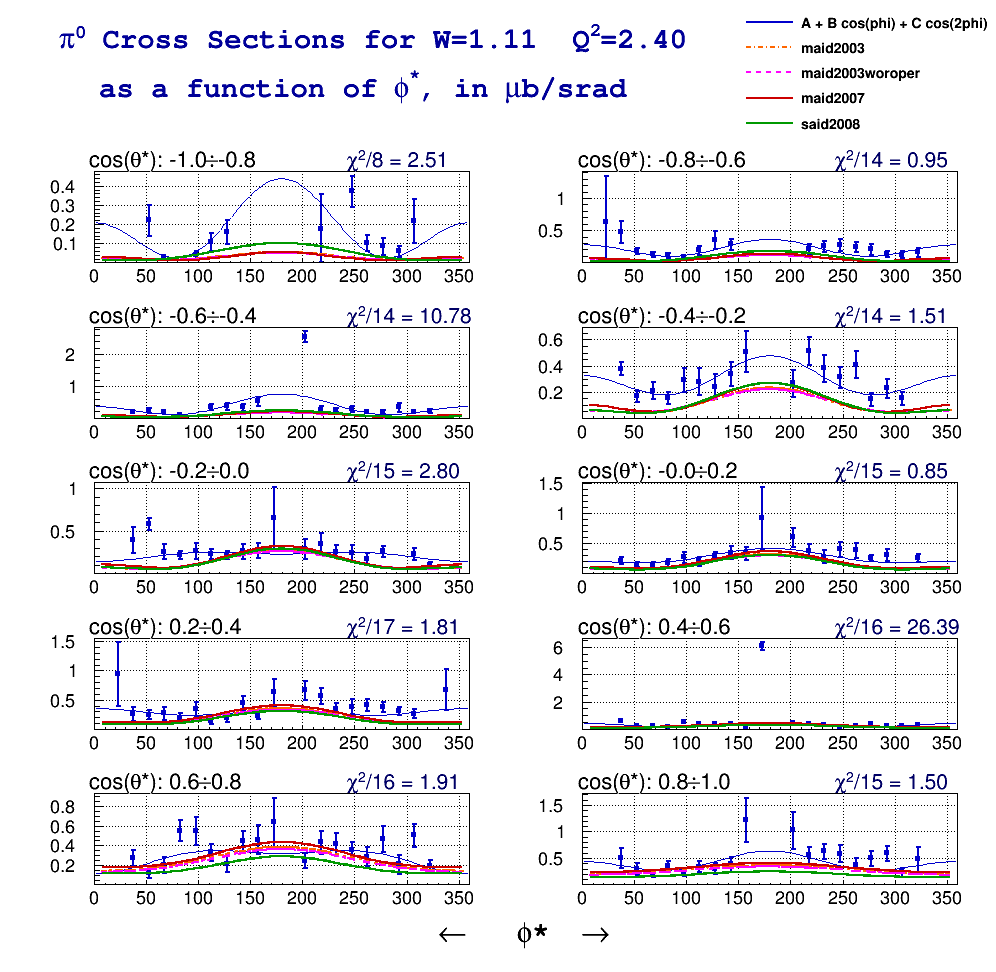 π⁰ Cross Sections for W=1.11 Q²=2.40
as a function of ϕ*, in μb/srad
A + B cos(phi) + C cos(2phi)
maid2003
maid2003woroper
maid2007
said2008
cos(θ*): -1.0÷-0.8 χ²/8 = 2.51
0.4
0.3
0.2
0.1
0 50 100 150 200 250 300 350
cos(θ*): -0.8÷-0.6 χ²/14 = 0.95
1
0.5
0 50 100 150 200 250 300 350
cos(θ*): -0.6÷-0.4 χ²/14 = 10.78
2
1
0 50 100 150 200 250 300 350
cos(θ*): -0.4÷-0.2 χ²/14 = 1.51
0.6
0.4
0.2
0 50 100 150 200 250 300 350
cos(θ*): -0.2÷0.0 χ²/15 = 2.80
1
0.5
0 50 100 150 200 250 300 350
cos(θ*): -0.0÷0.2 χ²/15 = 0.85
1.5
1
0.5
0 50 100 150 200 250 300 350
cos(θ*): 0.2÷0.4 χ²/17 = 1.81
1.5
1
0.5
0 50 100 150 200 250 300 350
cos(θ*): 0.4÷0.6 χ²/16 = 26.39
6
4
2
0 50 100 150 200 250 300 350
cos(θ*): 0.6÷0.8 χ²/16 = 1.91
0.8
0.6
0.4
0.2
0 50 100 150 200 250 300 350
cos(θ*): 0.8÷1.0 χ²/15 = 1.50
1.5
1
0.5
0 50 100 150 200 250 300 350
← ϕ* →